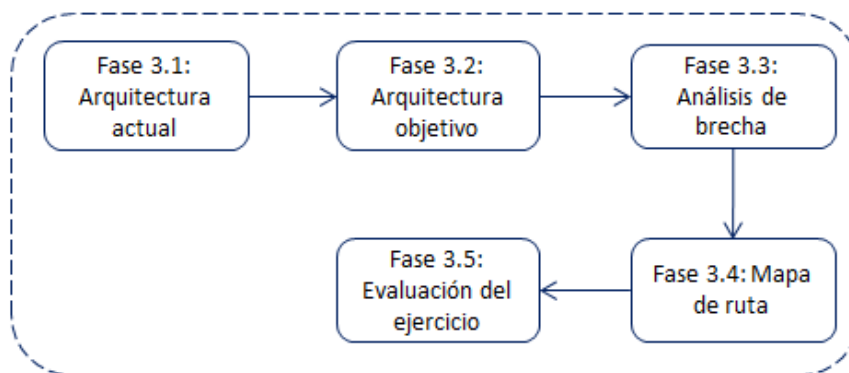 Fase 3.1:
Arquitectura
actual
Fase 3.2:
Arquitectura
objetivo
Fase 3.3:
Análisis de
brecha
Fase 3.4: Mapa
de ruta
Fase 3.5:
Evaluación del
ejercicio